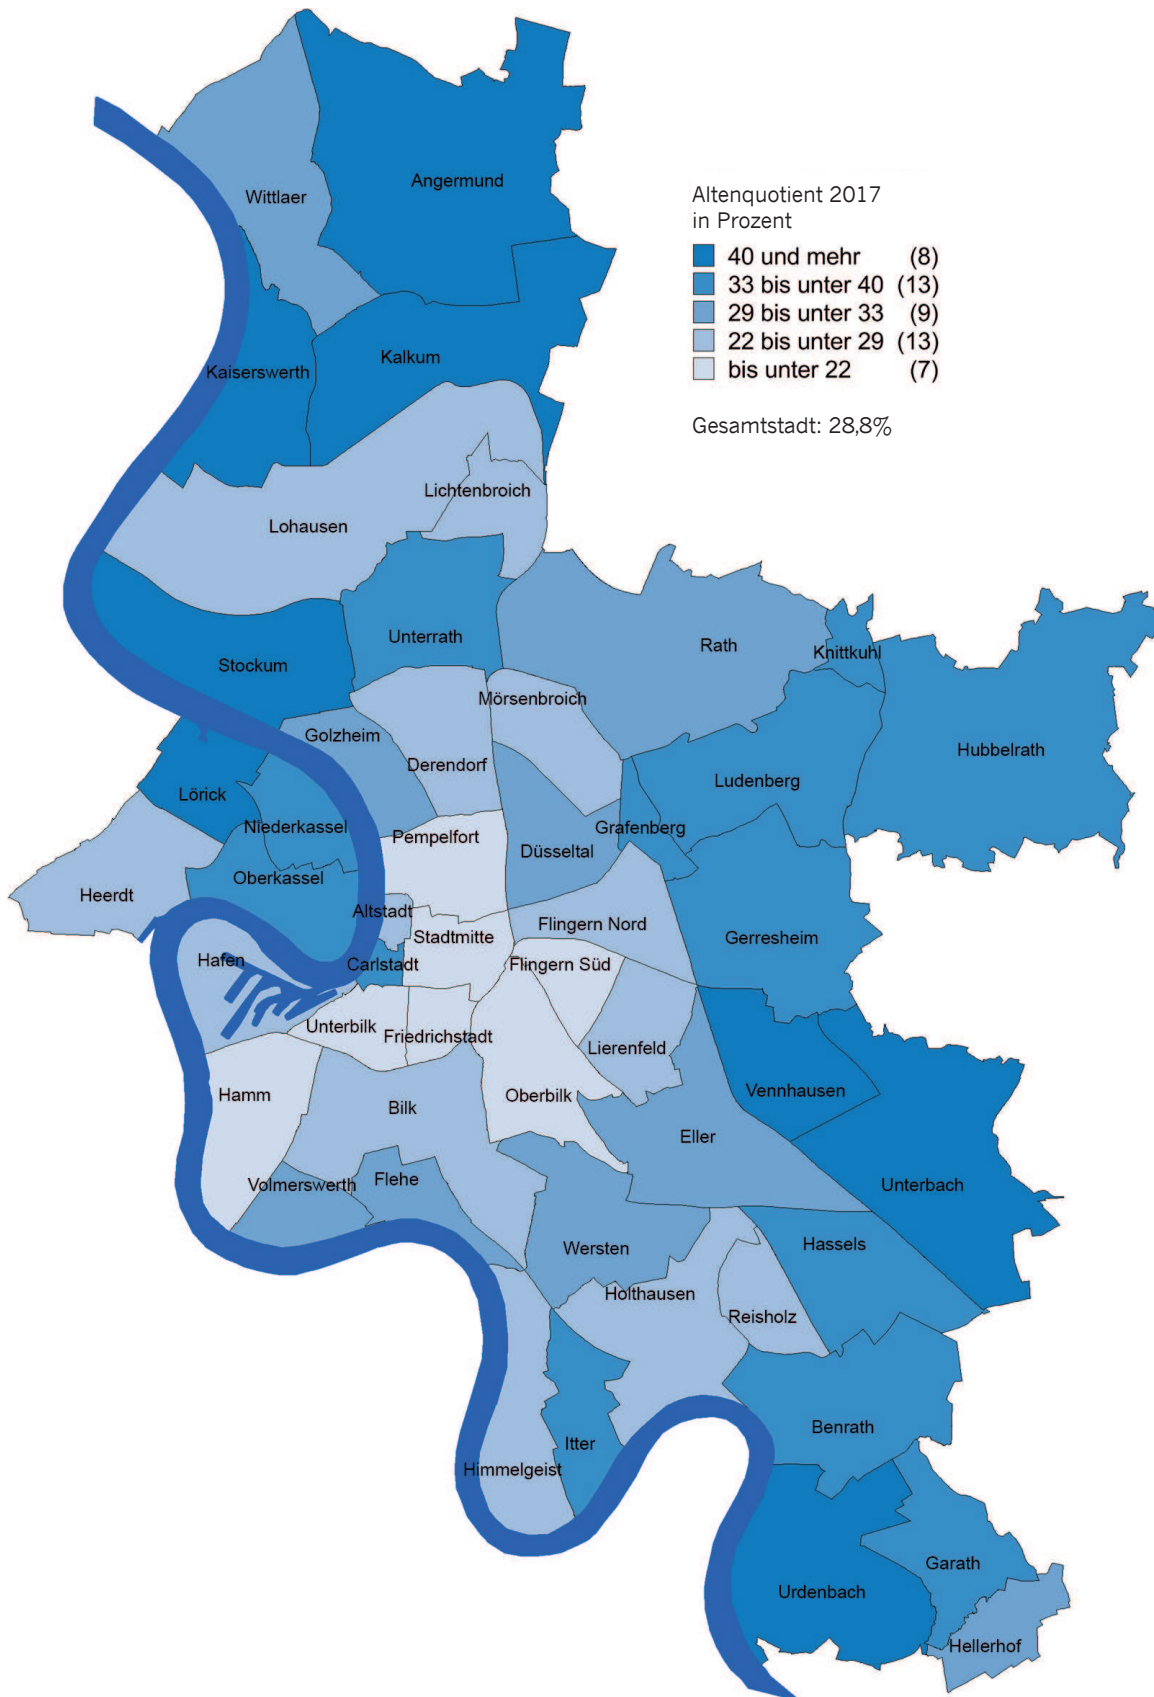 Angermund
Wittlaer
Altenquotient 2017
in Prozent
40 und mehr (8)
33 bis unter 40 (13)
29 bis unter 33 (9)
22 bis unter 29 (13)
bis unter 22 (7)
Gesamtstadt: 28,8%
Kalkum
Kaiserswerth
Lichtenbroich
Lohausen
Unterrath
Rath
Knittkuhl
Stockum
Mörsenbroich
Golzheim
Hubbelrath
Derendorf
Ludenberg
Lörick
Niederkassel
Grafenberg
Pempelfort
Düsseltal
Oberkassel
Heerdt
Altstadt
Flingern Nord
Stadtmitte
Gerresheim
Hafen
Carlstadt
Flingern Süd
Unterbilk
Friedrichstadt
Lierenfeld
Vennhausen
Hamm
Oberbilk
Bilk
Eller
Flehe
Volmerswerth
Unterbach
Wersten
Hassels
Holthausen
Reisholz
Benrath
Itter
Himmelgeist
Garath
Urdenbach
Hellerhof